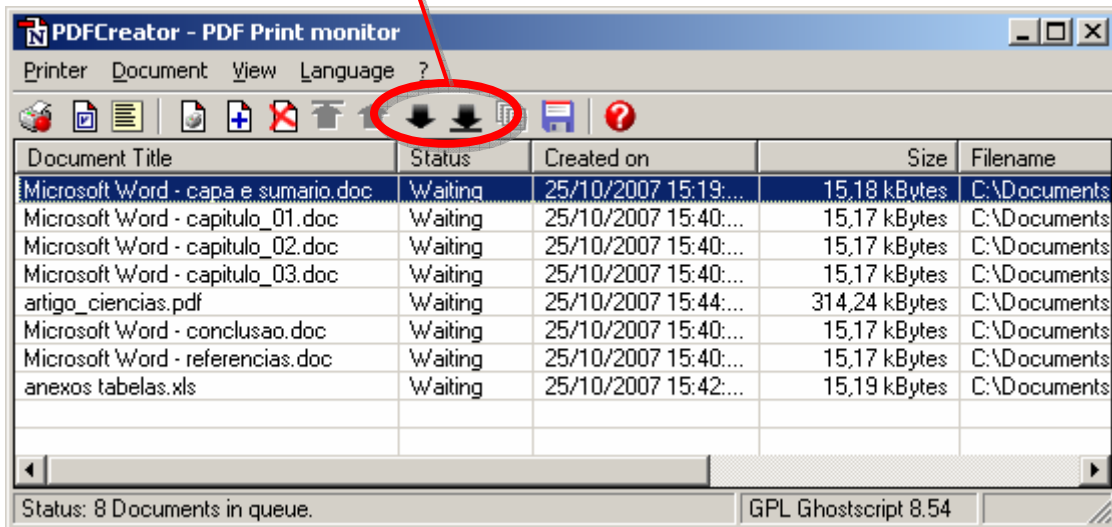 PDFCreator - PDF Print monitor
Printer Document View Language ?
Document Title Status Created on Size Filename
Microsoft Word - capa e sumario.doc Waiting 25/10/2007 15:19:... 15,18 kBytes C:\Documents
Microsoft Word - capitulo_01.doc Waiting 25/10/2007 15:40:... 15,17 kBytes C:\Documents
Microsoft Word - capitulo_02.doc Waiting 25/10/2007 15:40:... 15,17 kBytes C:\Documents
Microsoft Word - capitulo_03.doc Waiting 25/10/2007 15:40:... 15,17 kBytes C:\Documents
artigo_ciencias.pdf Waiting 25/10/2007 15:44:... 314,24 kBytes C:\Documents
Microsoft Word - conclusao.doc Waiting 25/10/2007 15:40:... 15,17 kBytes C:\Documents
Microsoft Word - referencias.doc Waiting 25/10/2007 15:40:... 15,17 kBytes C:\Documents
anexos tabelas.xls Waiting 25/10/2007 15:42:... 15,19 kBytes C:\Documents
Status: 8 Documents in queue. GPL Ghostscript 8.54